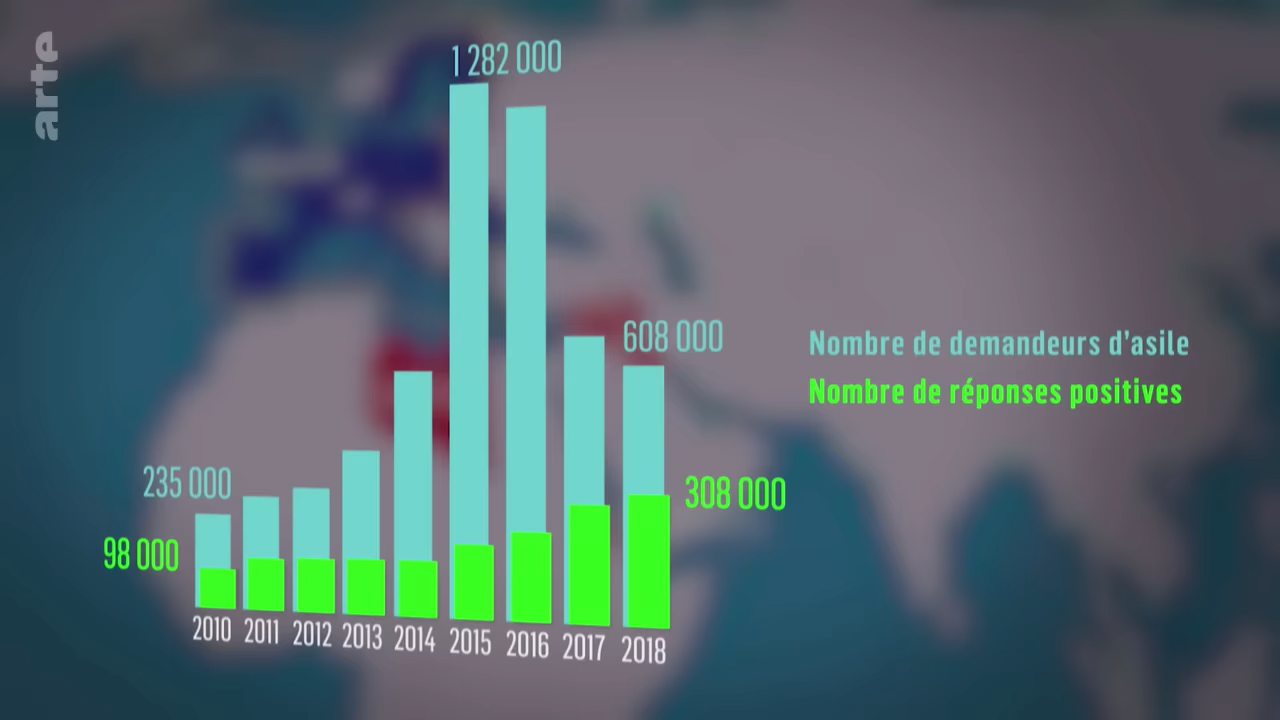 arte
1 282 000
608 000
Nombre de demandeurs d'asile
Nombre de réponses positives
235 000
308 000
98 000
2010 2011 2012 2013 2014 2015 2016 2017 2018